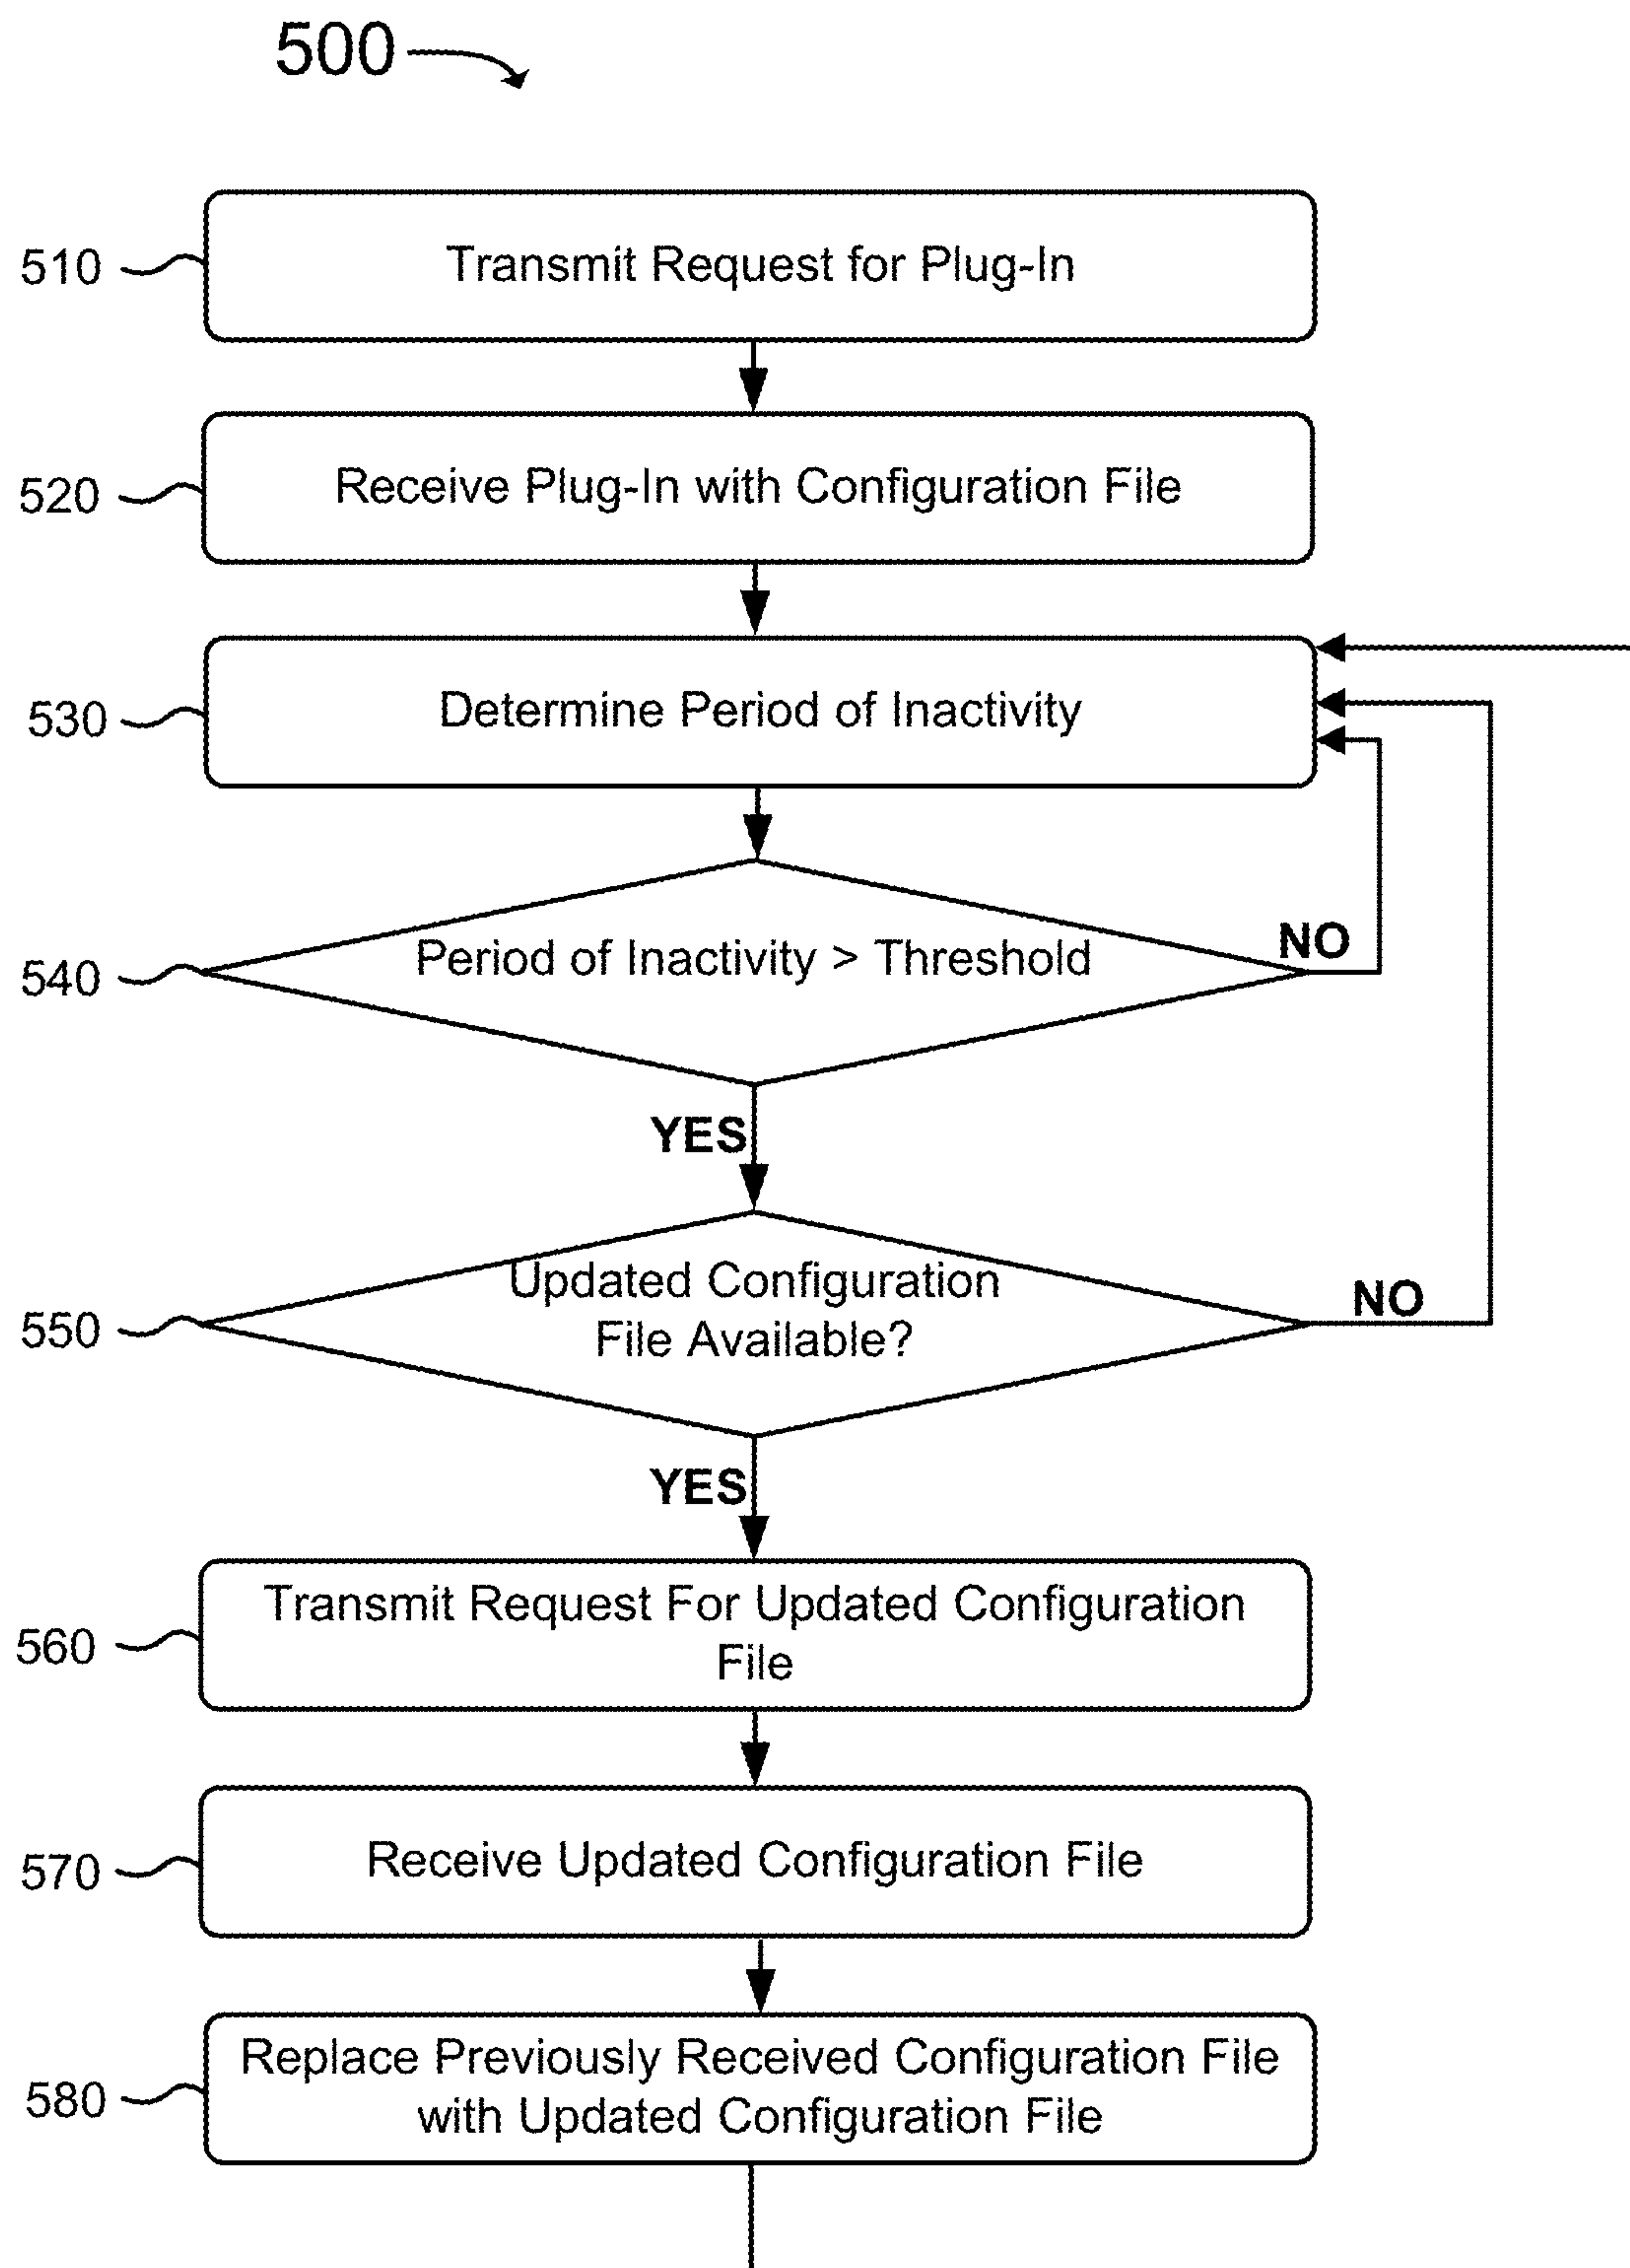 500
510
Transmit Request for Plug-In
520
Receive Plug-In with Configuration File
530
Determine Period of Inactivity
540
Period of Inactivity > Threshold
NO
YES
550
Updated Configuration
File Available?
NO
YES
560
Transmit Request For Updated Configuration
File
570
Receive Updated Configuration File
580
Replace Previously Received Configuration File
with Updated Configuration File